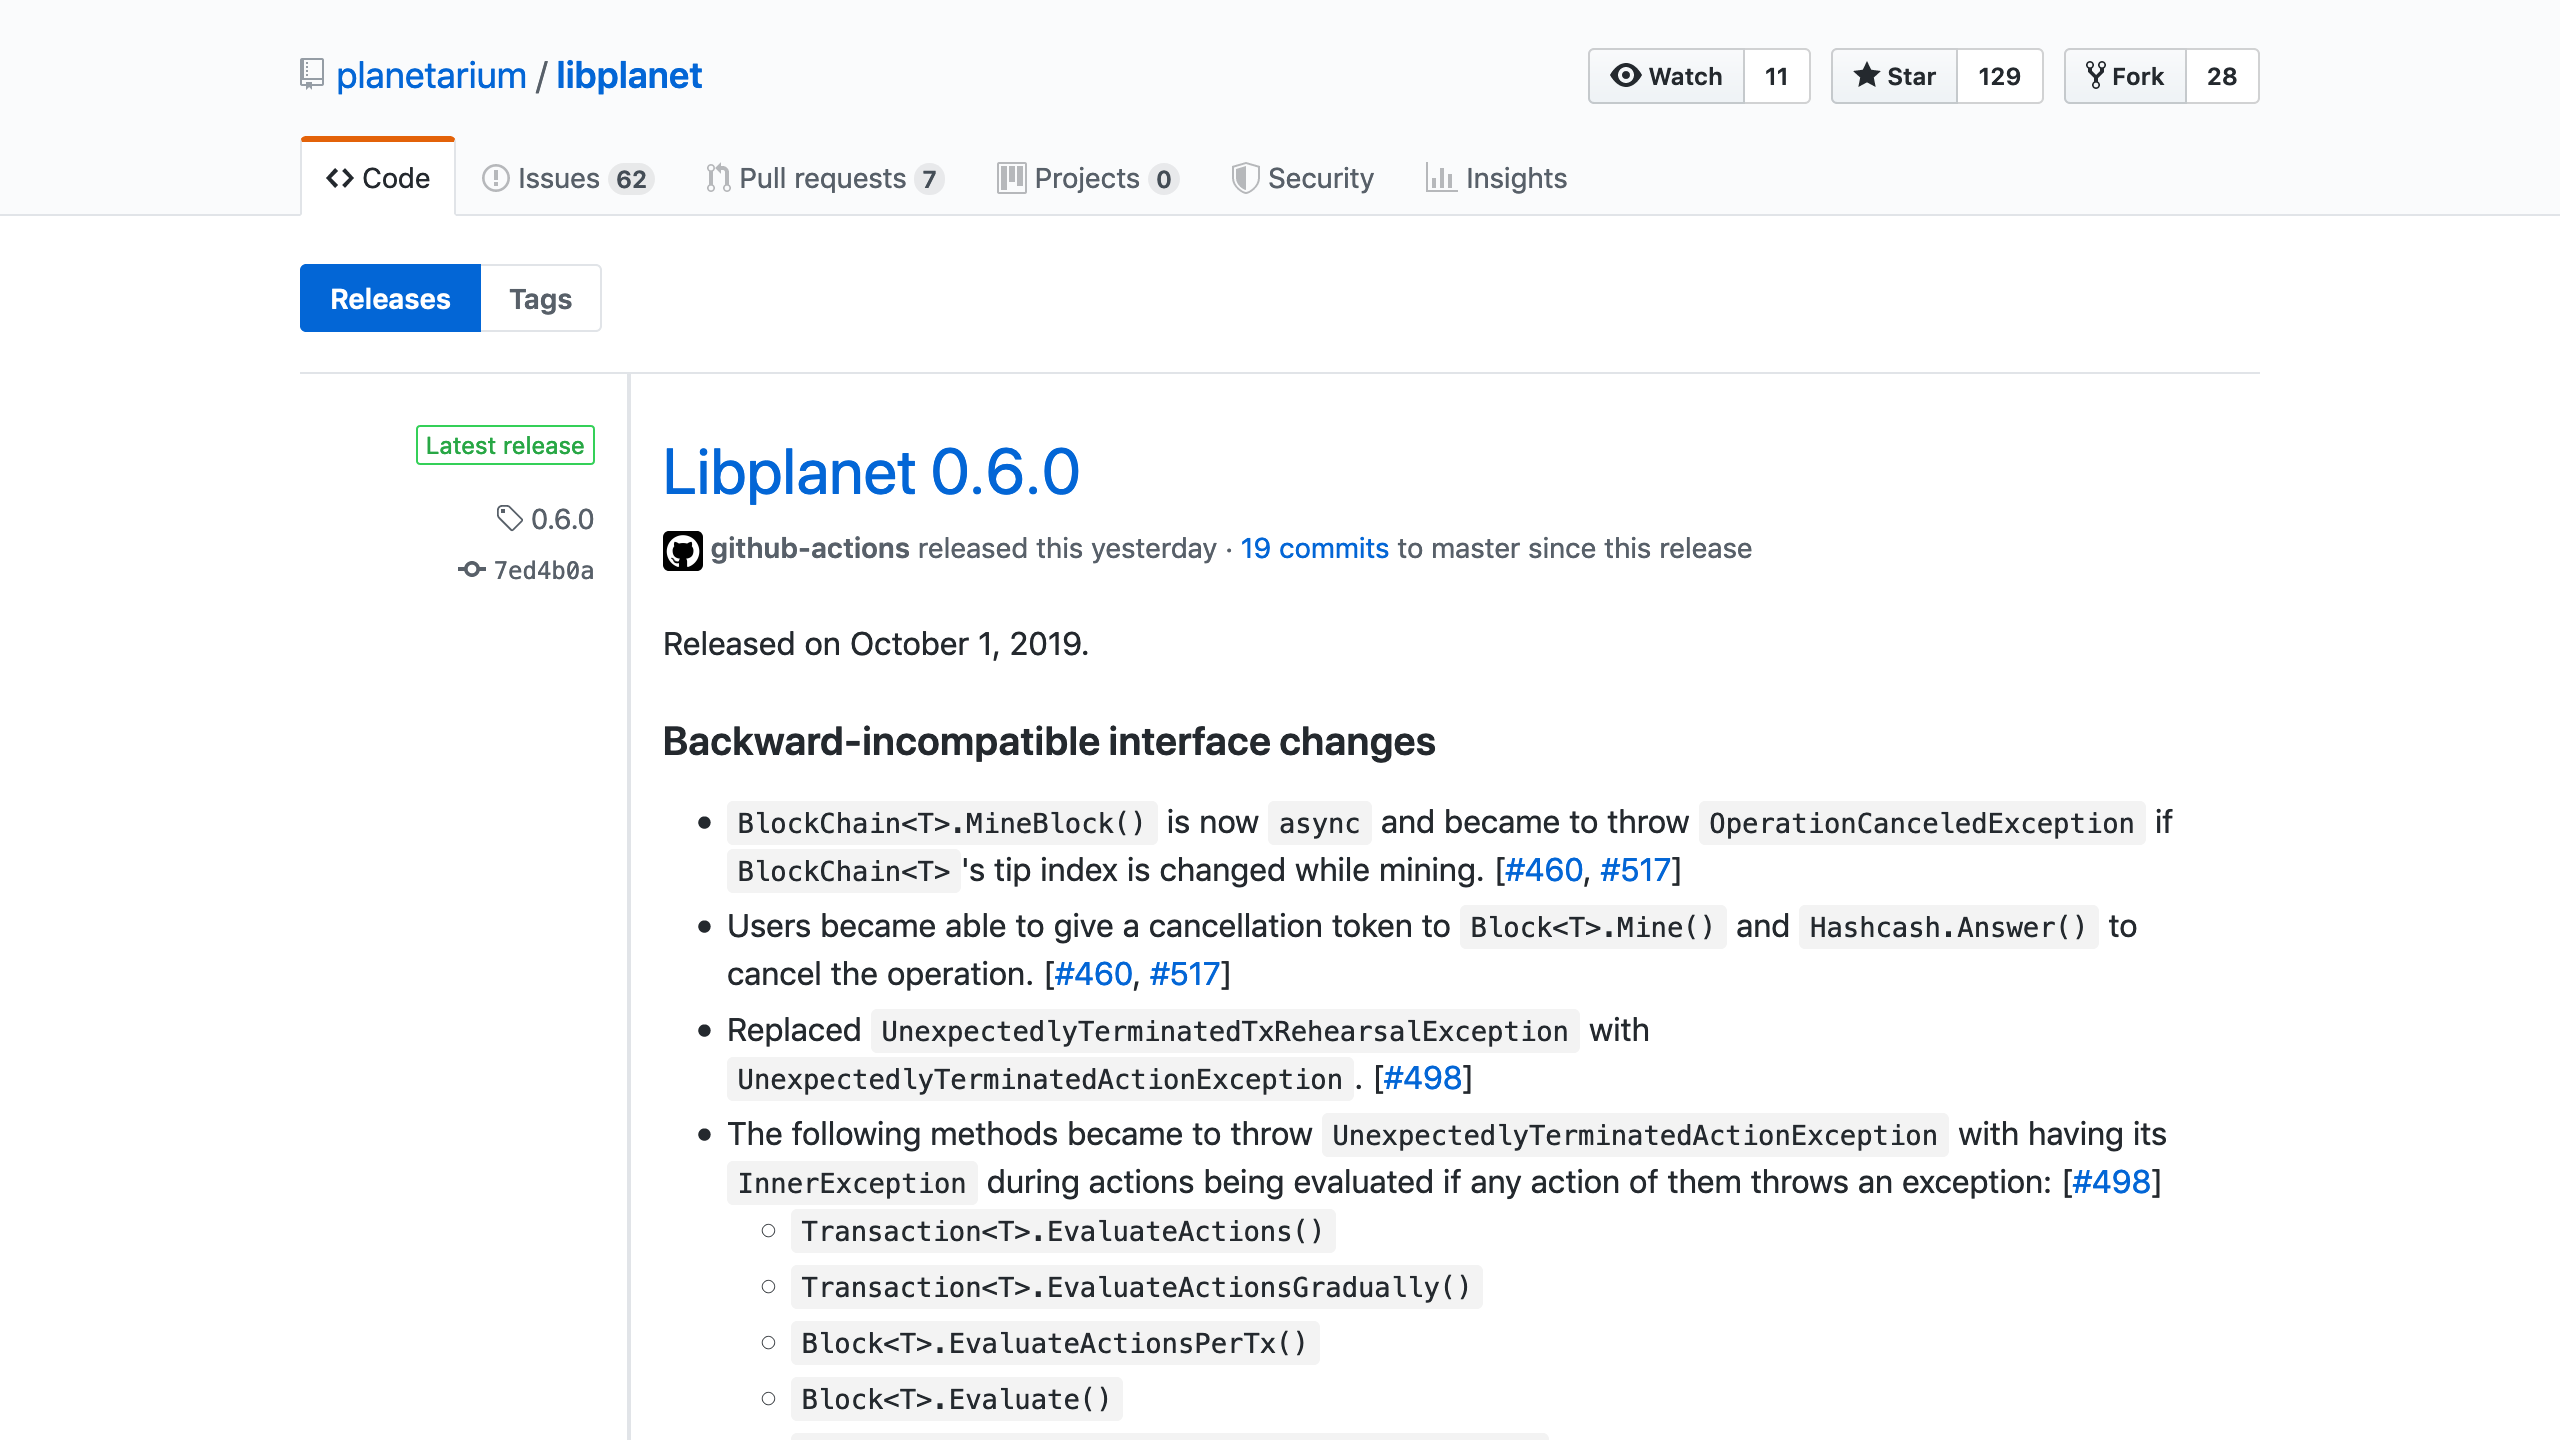 planetarium / libplanet
Watch 11
Star 129
Fork 28
Code
Issues 62
Pull requests 7
Projects 0
Security
Insights
Releases
Tags
Latest release
0.6.0
7ed4b0a
Libplanet 0.6.0
github-actions released this yesterday · 19 commits to master since this release
Released on October 1, 2019.
Backward-incompatible interface changes
• BlockChain<T>.MineBlock() is now async and became to throw OperationCanceledException if
BlockChain<T> 's tip index is changed while mining. [#460, #517]
• Users became able to give a cancellation token to Block<T>.Mine() and Hashcash.Answer() to
cancel the operation. [#460, #517]
• Replaced UnexpectedlyTerminatedTxRehearsalException with
UnexpectedlyTerminatedActionException . [#498]
• The following methods became to throw UnexpectedlyTerminatedActionException with having its
InnerException during actions being evaluated if any action of them throws an exception: [#498]
○ Transaction<T>.EvaluateActions()
○ Transaction<T>.EvaluateActionsGradually()
○ Block<T>.EvaluateActionsPerTx()
○ Block<T>.Evaluate()